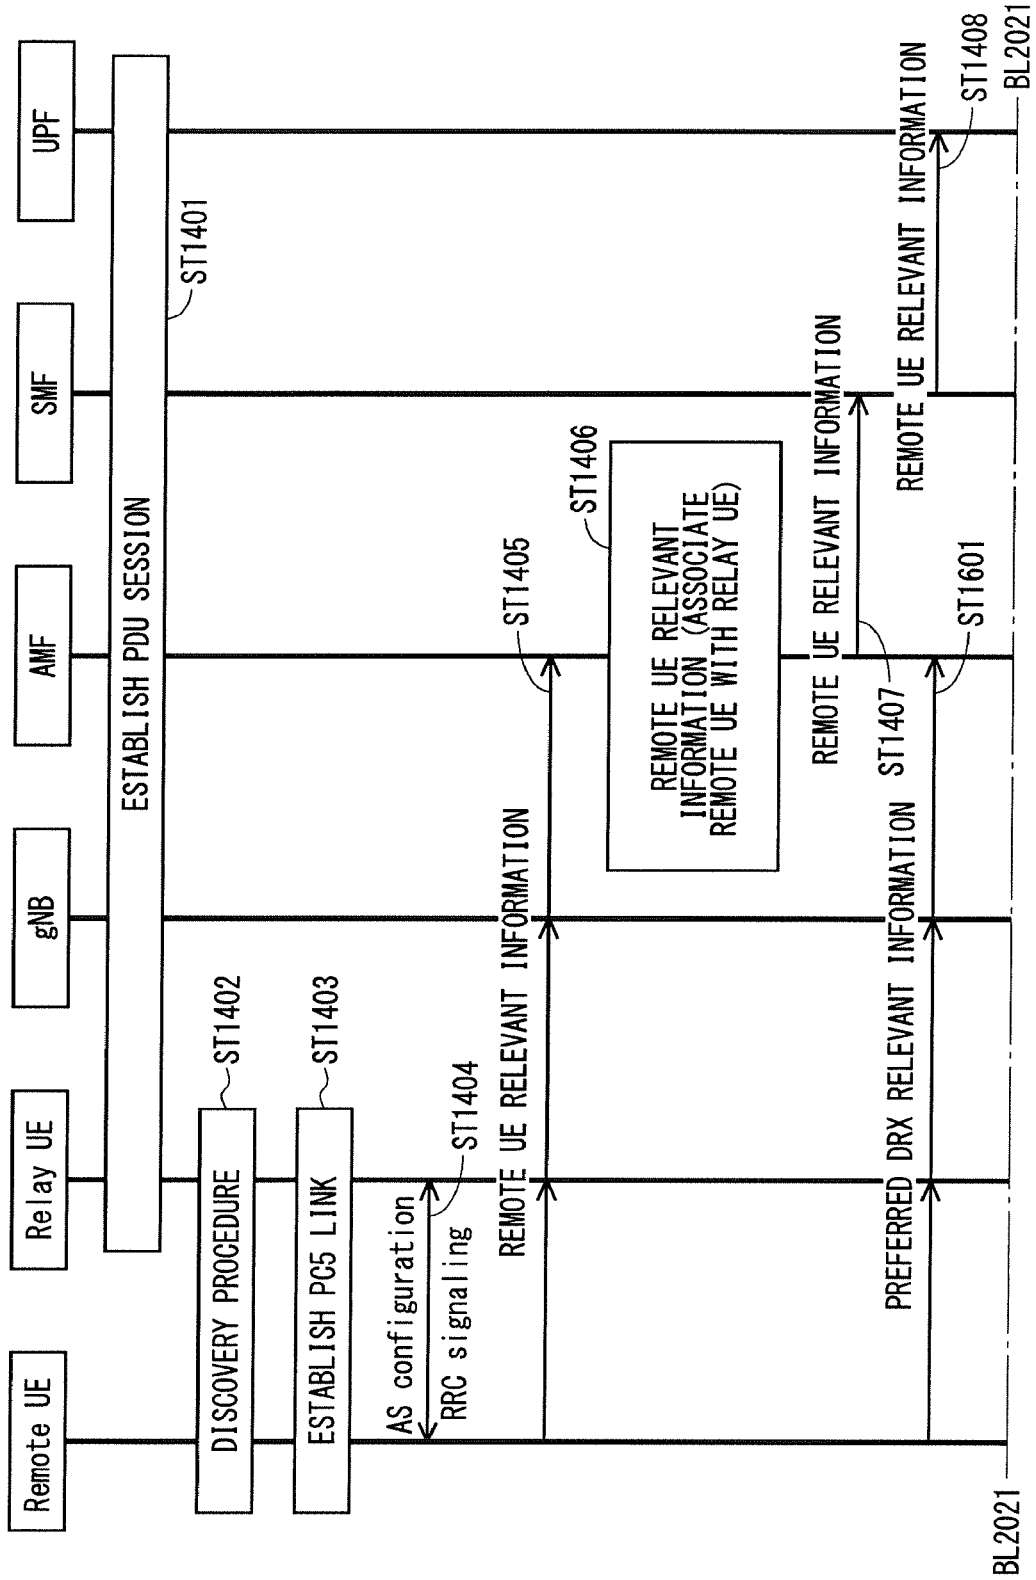 Remote UE
Relay UE
gNB
AMF
SMF
UPF
ESTABLISH PDU SESSION
ST1401
DISCOVERY PROCEDURE
ST1402
ESTABLISH PC5 LINK
ST1403
AS configuration
RRC signaling
ST1404
REMOTE UE RELEVANT INFORMATION
ST1405
REMOTE UE RELEVANT
INFORMATION (ASSOCIATE
REMOTE UE WITH RELAY UE)
ST1406
REMOTE UE RELEVANT INFORMATION
ST1407
PREFERRED DRX RELEVANT INFORMATION
ST1601
REMOTE UE RELEVANT INFORMATION
ST1408
BL2021
BL2021